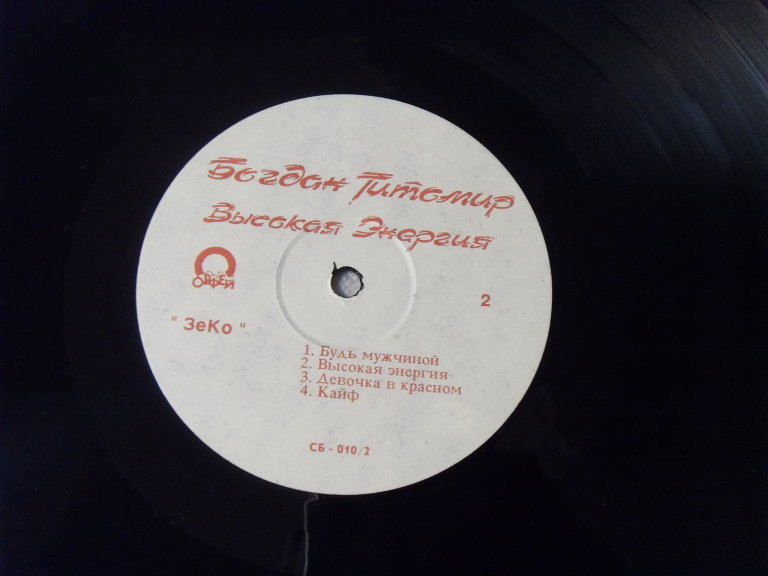 Богдан Титомир
Высокая Энергия
Орфей
2
" ЗеКо "
1. Будь мужчиной
2. Высокая энергия
3. Девочка в красном
4. Кайф
СБ - 010/2